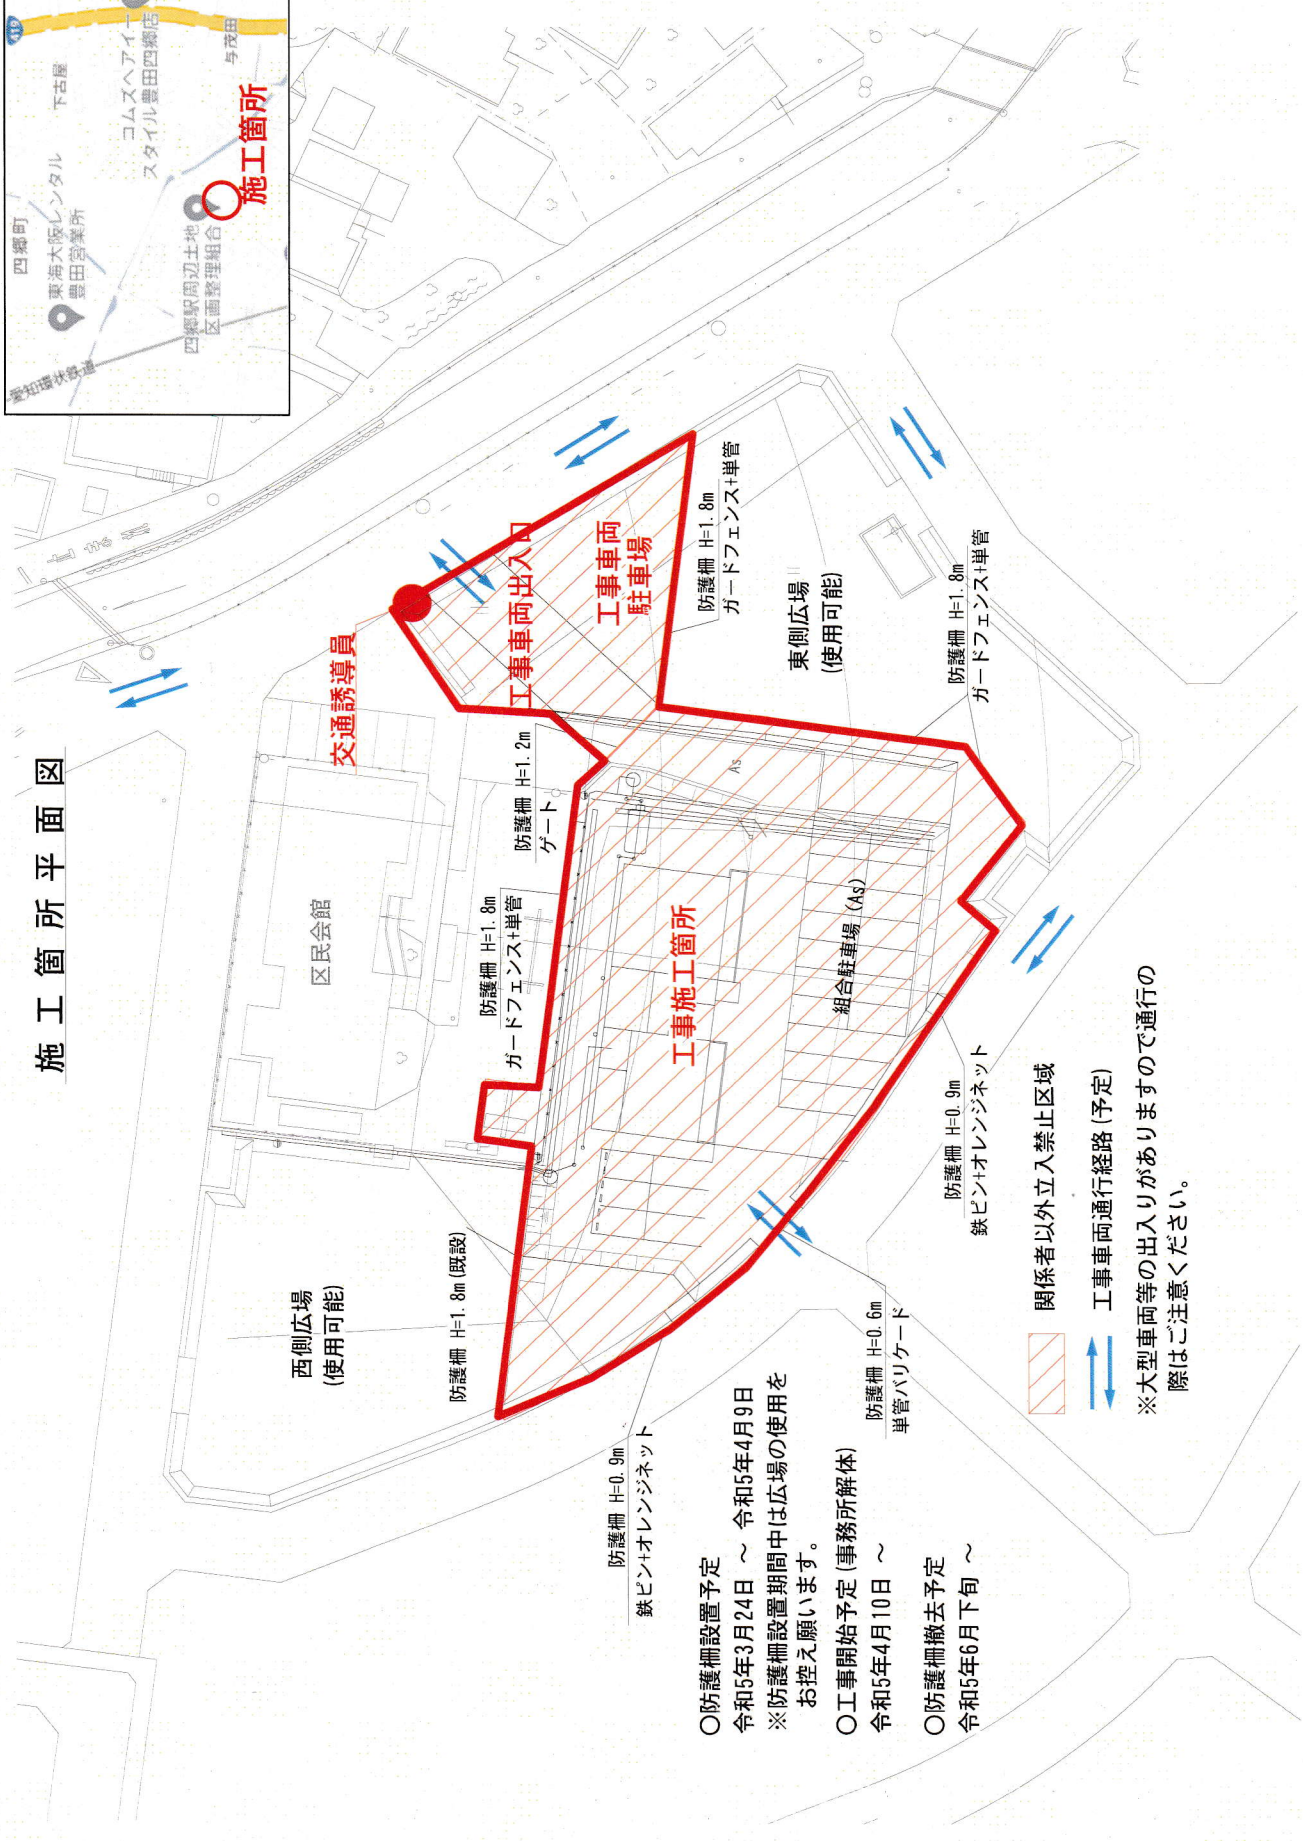 施工箇所平面図
四郷町
下古屋
東海大阪レンタル
豊田営業所
コムズヘアイー
スタイル豊田四郷店
419
四郷駅周辺土地
区画整理組合
与茂田
愛知環状鉄道
施工箇所
交通誘導員
工事車両出入口
工事車両
駐車場
区民会館
防護柵 H=1.2m
ゲート
防護柵 H=1.8m
ガードフェンス+単管
防護柵 H=1.8m
ガードフェンス+単管
東側広場
(使用可能)
防護柵 H=1.8m
ガードフェンス+単管
As
工事施工箇所
組合駐車場 (As)
西側広場
(使用可能)
防護柵 H=1.8m(既設)
防護柵 H=0.9m
鉄ピン+オレンジネット
防護柵 H=0.6m
単管バリケード
防護柵 H=0.9m
鉄ピン+オレンジネット
〇防護柵設置予定
令和5年3月24日 ～ 令和5年4月9日
※防護柵設置期間中は広場の使用を
お控え願います。
〇工事開始予定(事務所解体)
令和5年4月10日 ～
〇防護柵撤去予定
令和5年6月下旬 ～
関係者以外立入禁止区域
工事車両通行経路(予定)
※大型車両等の出入りがありますので通行の
際はご注意ください。